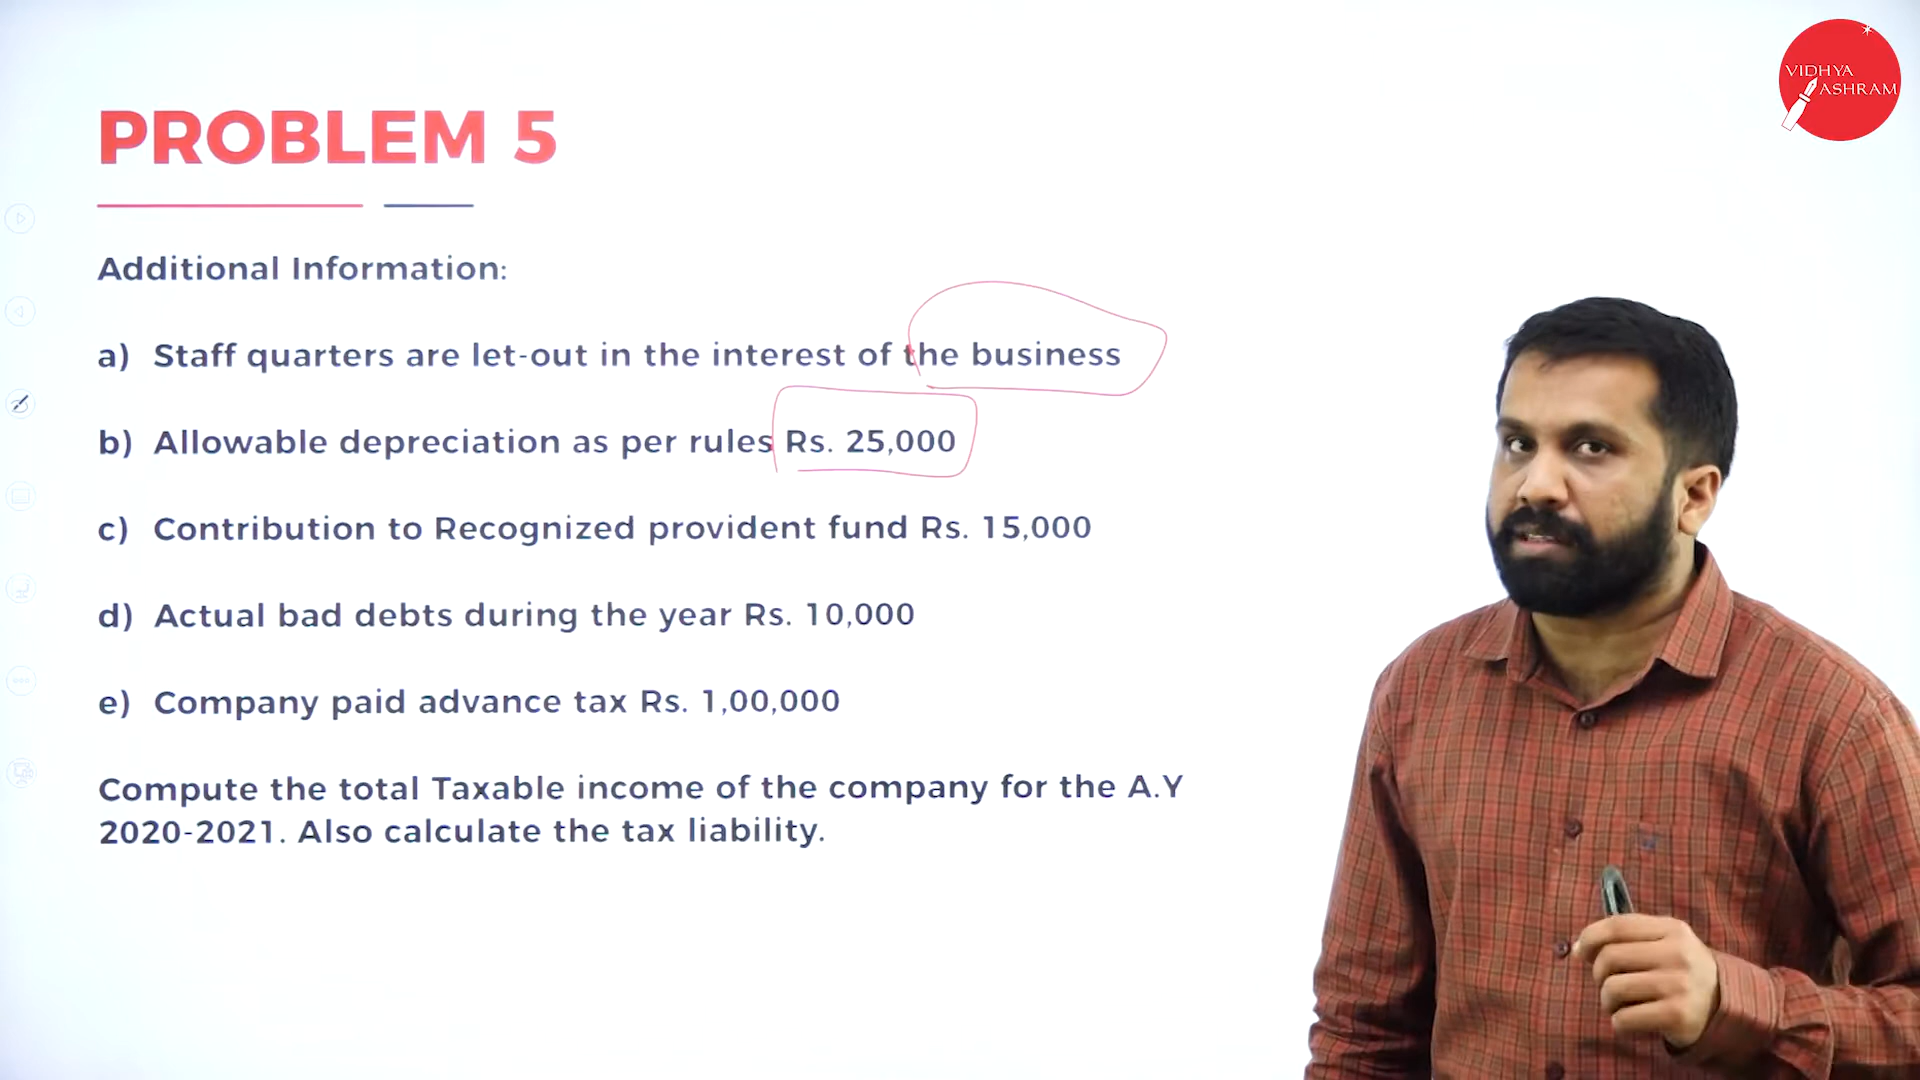 VIDHYA
ASHRAM
PROBLEM 5
Additional Information:
a) Staff quarters are let-out in the interest of the business
b) Allowable depreciation as per rules Rs. 25,000
c) Contribution to Recognized provident fund Rs. 15,000
d) Actual bad debts during the year Rs. 10,000
e) Company paid advance tax Rs. 1,00,000
Compute the total Taxable income of the company for the A.Y
2020-2021. Also calculate the tax liability.